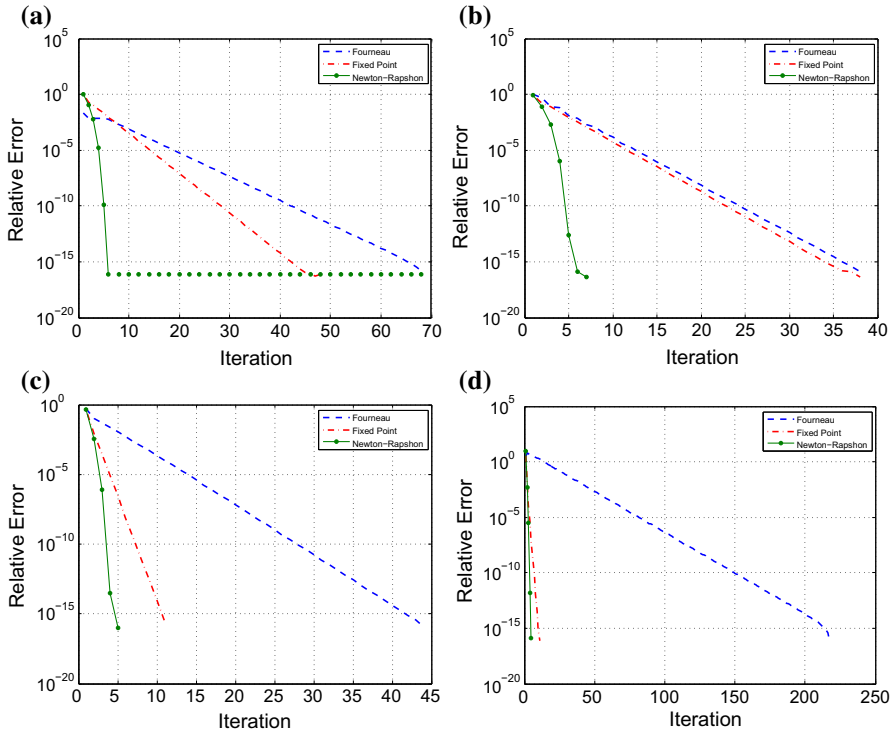 (a)
10^5
10^0
10^−5
10^−10
10^−15
10^−20
Relative Error
0 10 20 30 40 50 60 70
Iteration
Fourneau
Fixed Point
Newton−Rapshon
(b)
10^5
10^0
10^−5
10^−10
10^−15
10^−20
Relative Error
0 5 10 15 20 25 30 35 40
Iteration
Fourneau
Fixed Point
Newton−Rapshon
(c)
10^0
10^−5
10^−10
10^−15
10^−20
Relative Error
0 5 10 15 20 25 30 35 40 45
Iteration
Fourneau
Fixed Point
Newton−Rapshon
(d)
10^5
10^0
10^−5
10^−10
10^−15
10^−20
Relative Error
0 50 100 150 200 250
Iteration
Fourneau
Fixed Point
Newton−Rapshon